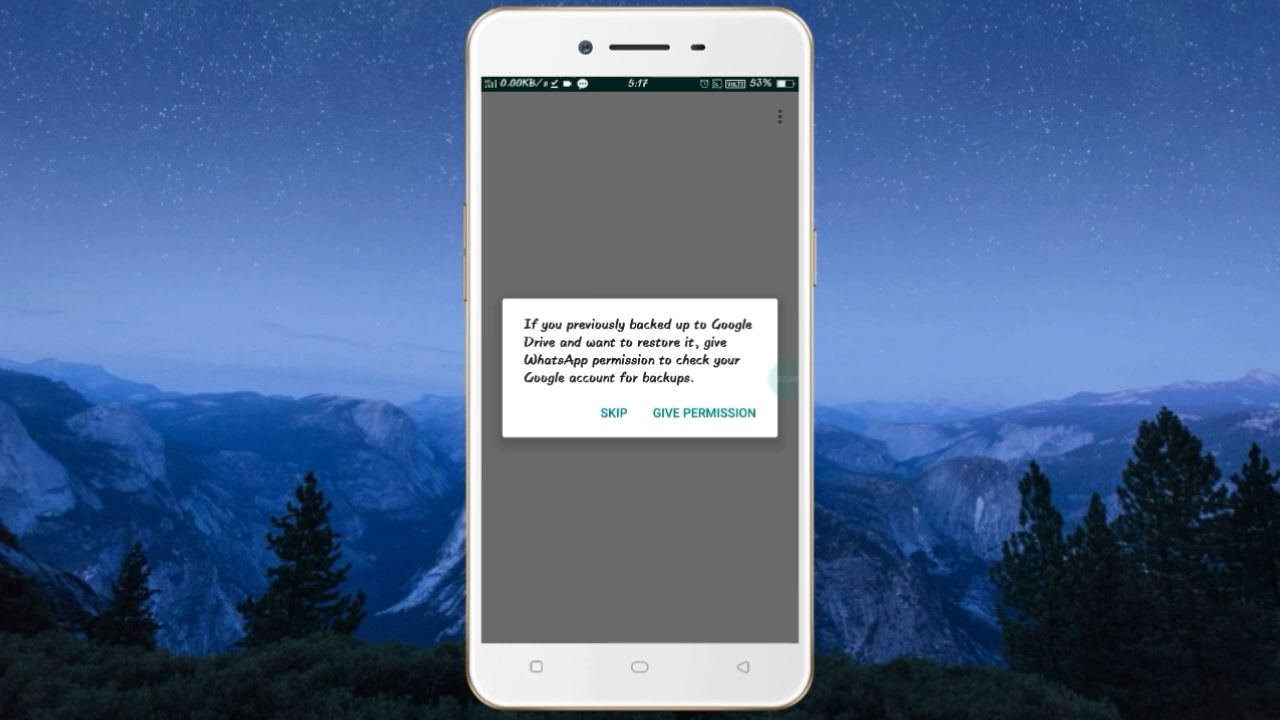 0.00KB/s 5:17 VoLTE 53%
If you previously backed up to Google
Drive and want to restore it, give
WhatsApp permission to check your
Google account for backups.
SKIP GIVE PERMISSION